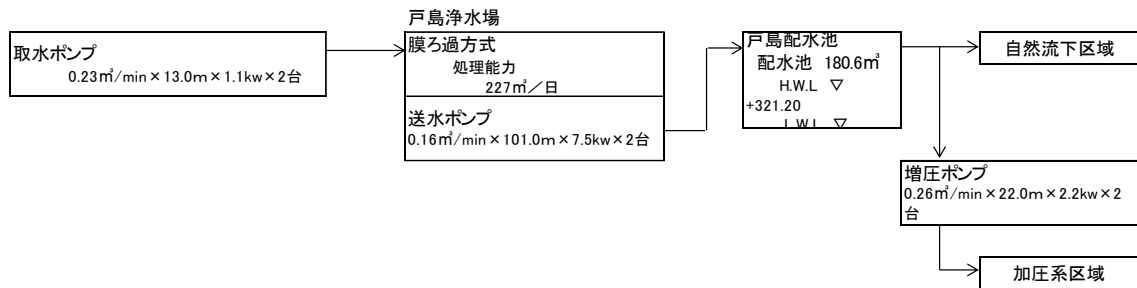 戸島浄水場
取水ポンプ
0.23㎥/min×13.0m×1.1kw×2台
膜ろ過方式
処理能力
227㎥/日
送水ポンプ
0.16㎥/min×101.0m×7.5kw×2台
戸島配水池
配水池 180.6㎥
H.W.L ▽
+321.20
L.W.L ▽
自然流下区域
増圧ポンプ
0.26㎥/min×22.0m×2.2kw×2
台
加圧系区域